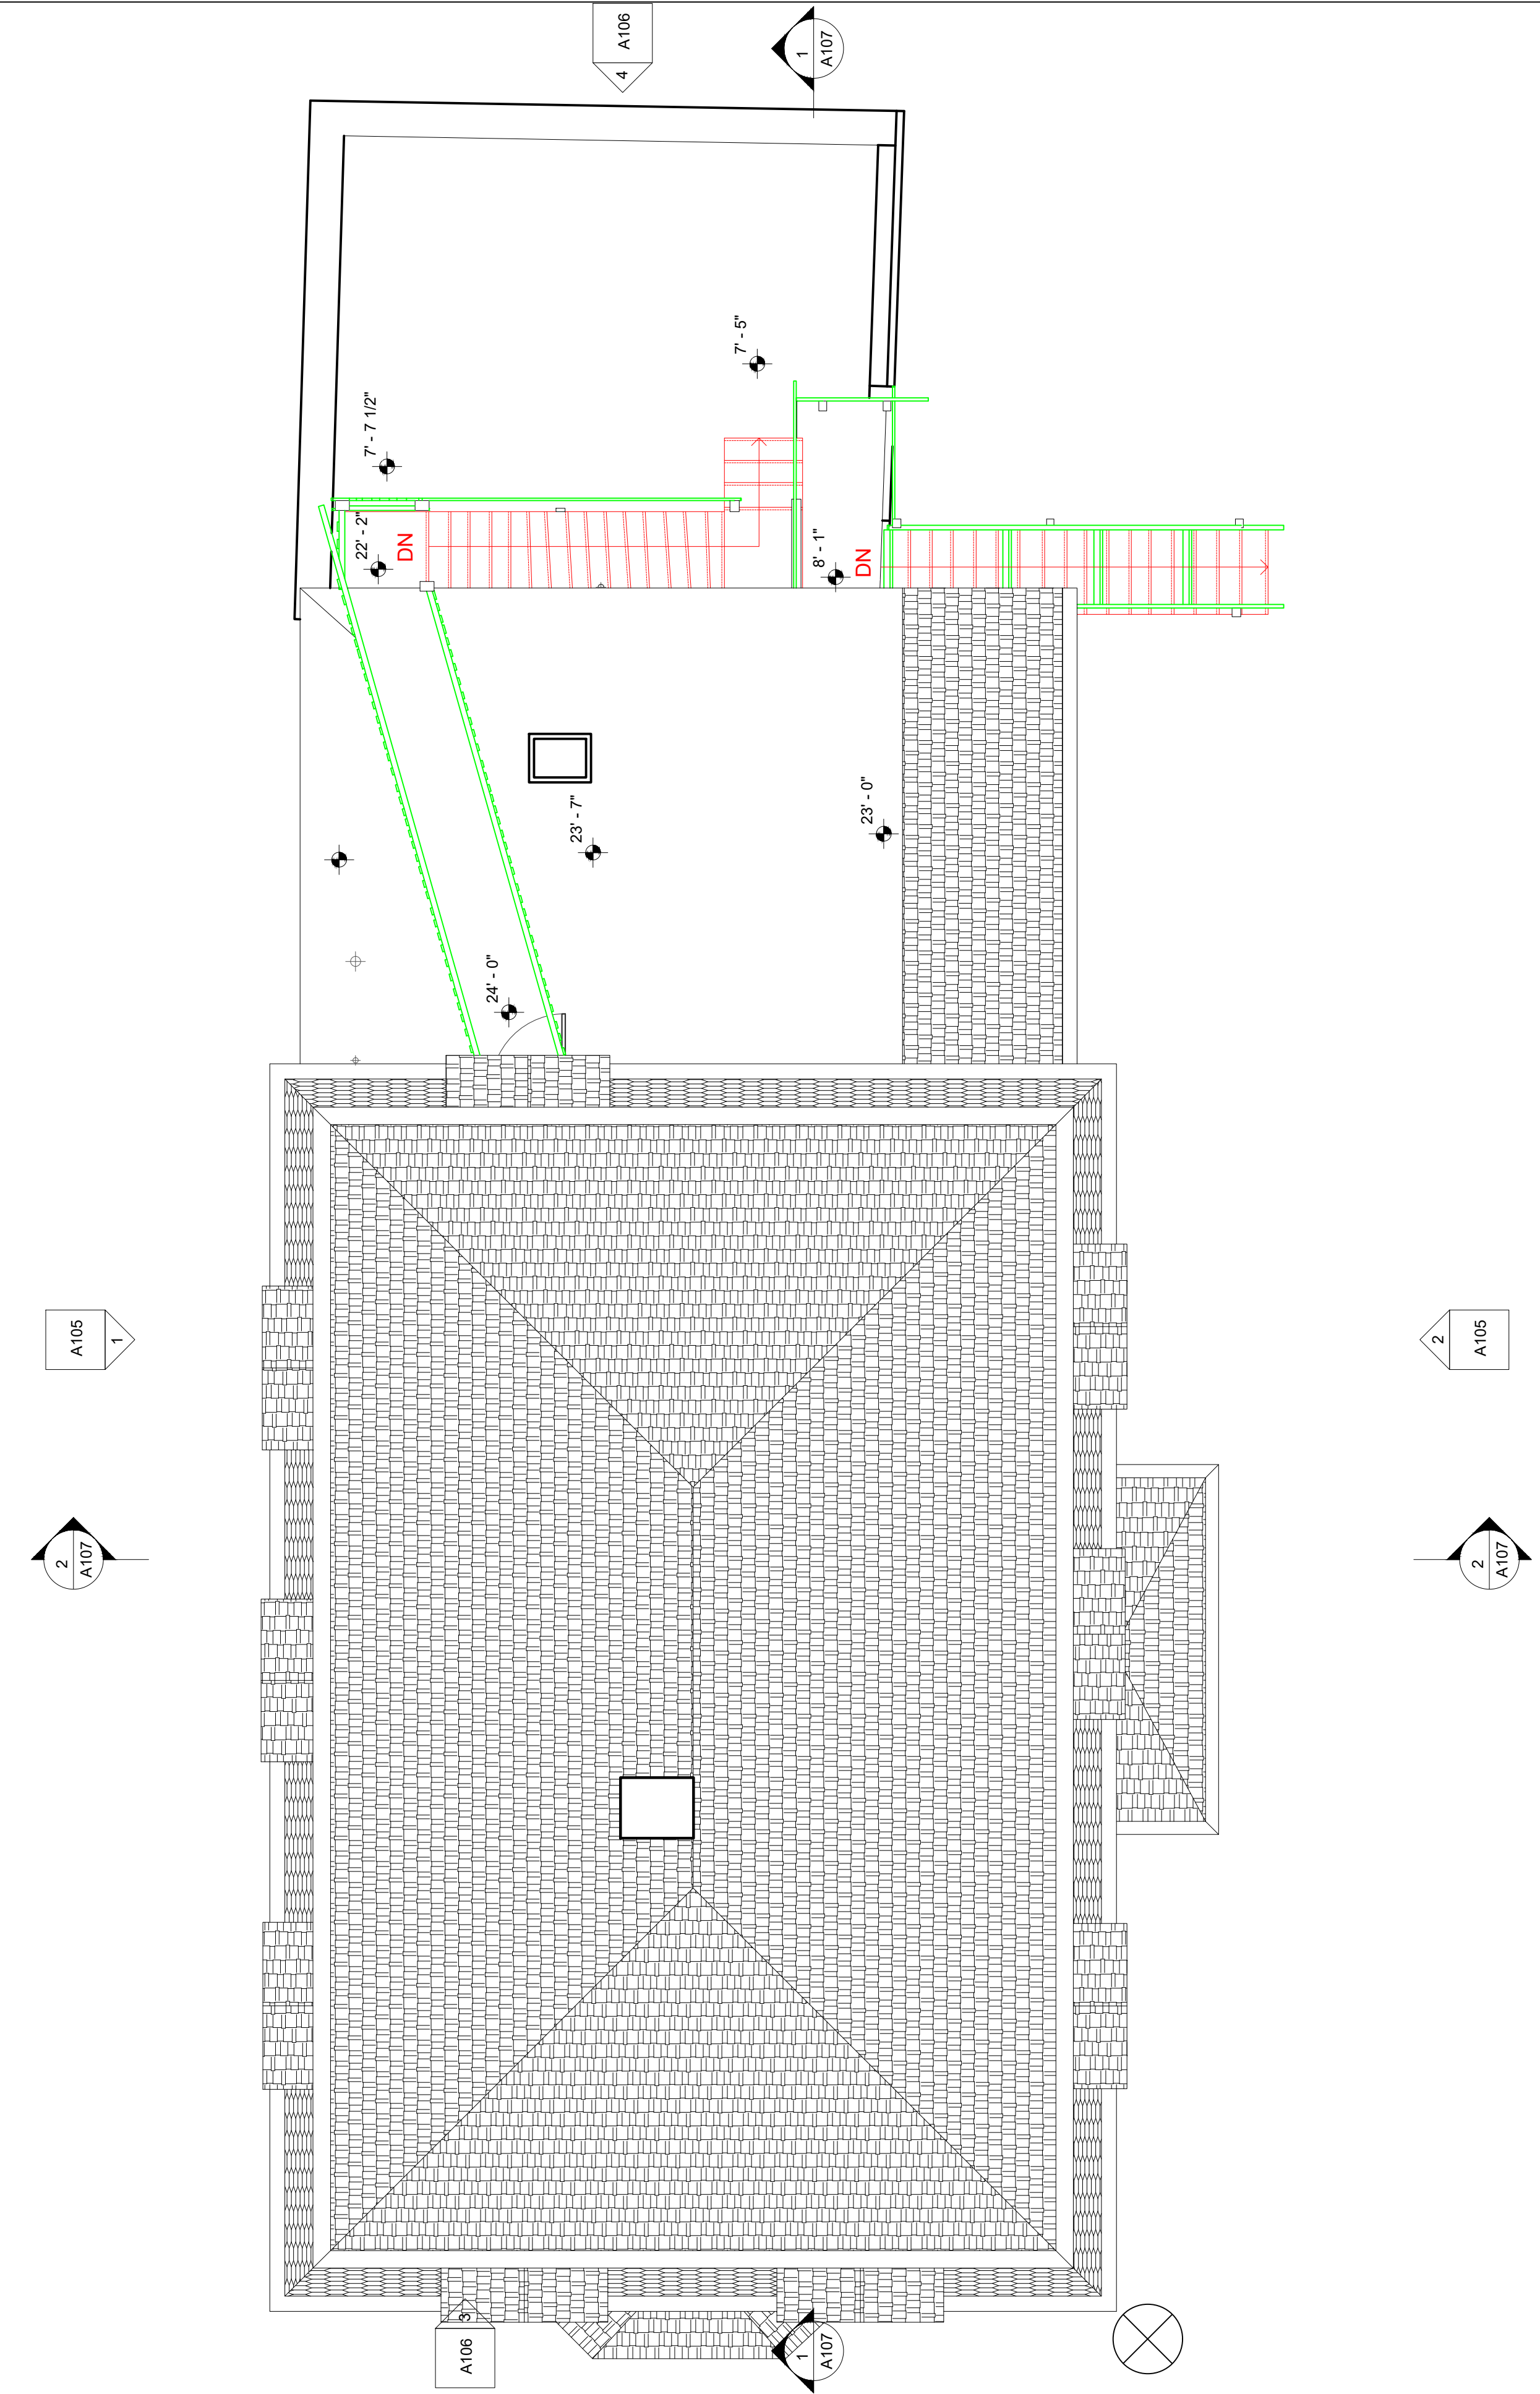 A106
4
1
A107
7' - 5"
7' - 7 1/2"
22' - 2"
DN
8' - 1"
DN
23' - 7"
23' - 0"
24' - 0"
A105
1
2
A105
2
A107
2
A107
3
A106
1
A107